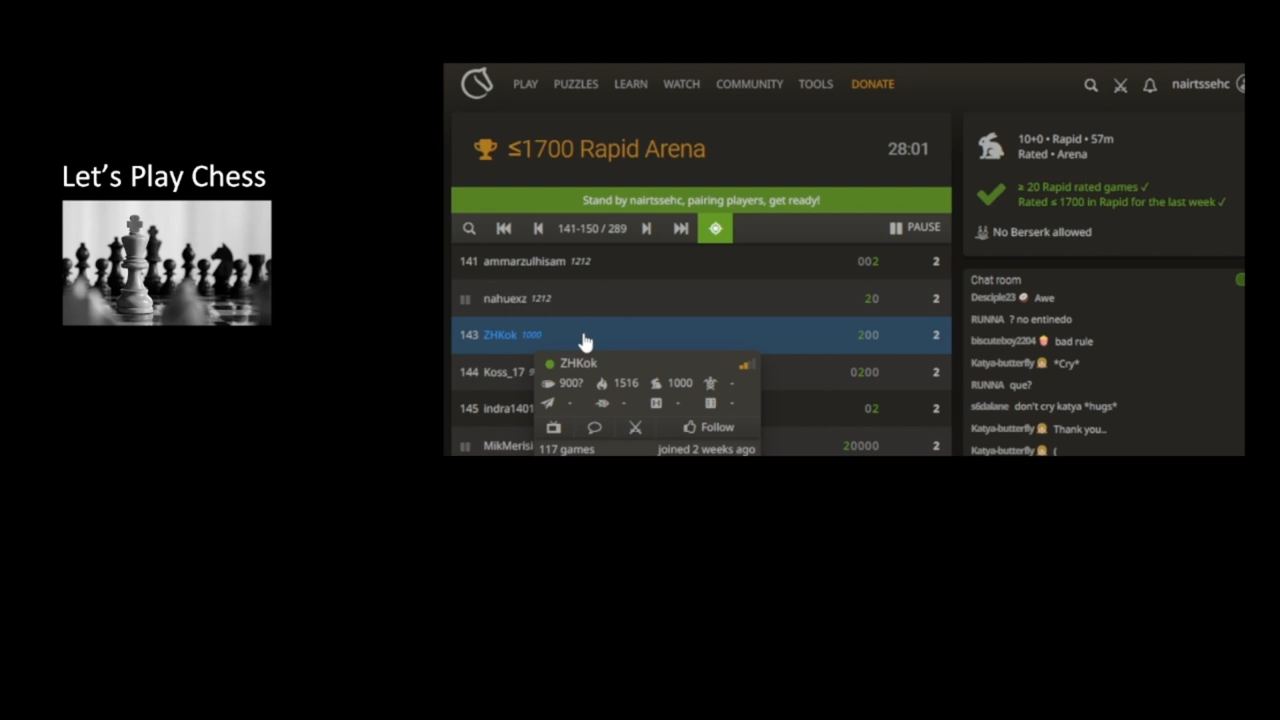 Let's Play Chess
PLAY PUZZLES LEARN WATCH COMMUNITY TOOLS DONATE
nairtssehc
≤1700 Rapid Arena 28:01
Stand by nairtssehc, pairing players, get ready!
141-150 / 289 PAUSE
141 ammarzulhisam 1212 002 2
nahuexz 1212 20 2
143 ZHKok 1000 200 2
144 Koss_17 0200 2
145 indra1401 02 2
MikMerisi 20000 2
ZHKok
900? 1516 1000 -
- - - -
Follow
117 games joined 2 weeks ago
10+0 • Rapid • 57m
Rated • Arena
≥ 20 Rapid rated games ✓
Rated ≤ 1700 in Rapid for the last week ✓
No Berserk allowed
Chat room
Desciple23 Awe
RUNNA ? no entinedo
biscuteboy2204 bad rule
Katya-butterfly *Cry*
RUNNA que?
s6dalane don't cry katya *hugs*
Katya-butterfly Thank you..
Katya-butterfly (